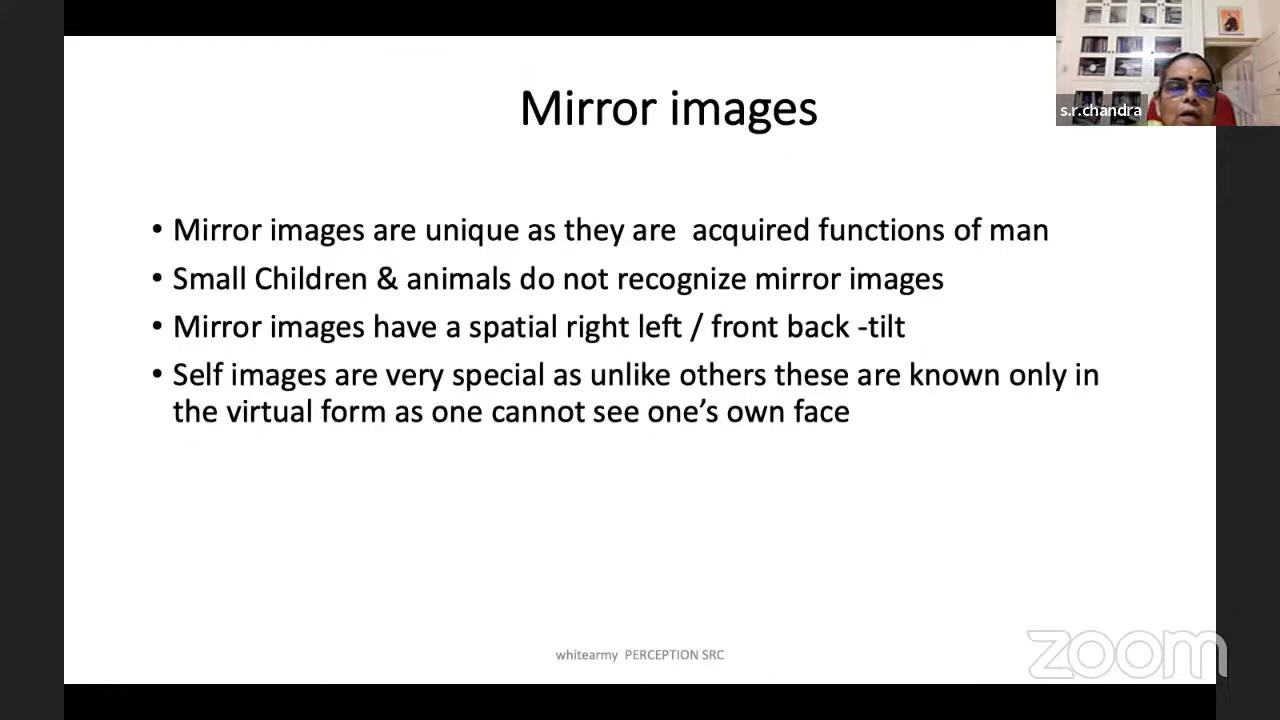 s.r.chandra
Mirror images
• Mirror images are unique as they are acquired functions of man
• Small Children & animals do not recognize mirror images
• Mirror images have a spatial right left / front back -tilt
• Self images are very special as unlike others these are known only in
the virtual form as one cannot see one’s own face
whitearmy PERCEPTION SRC
zoom